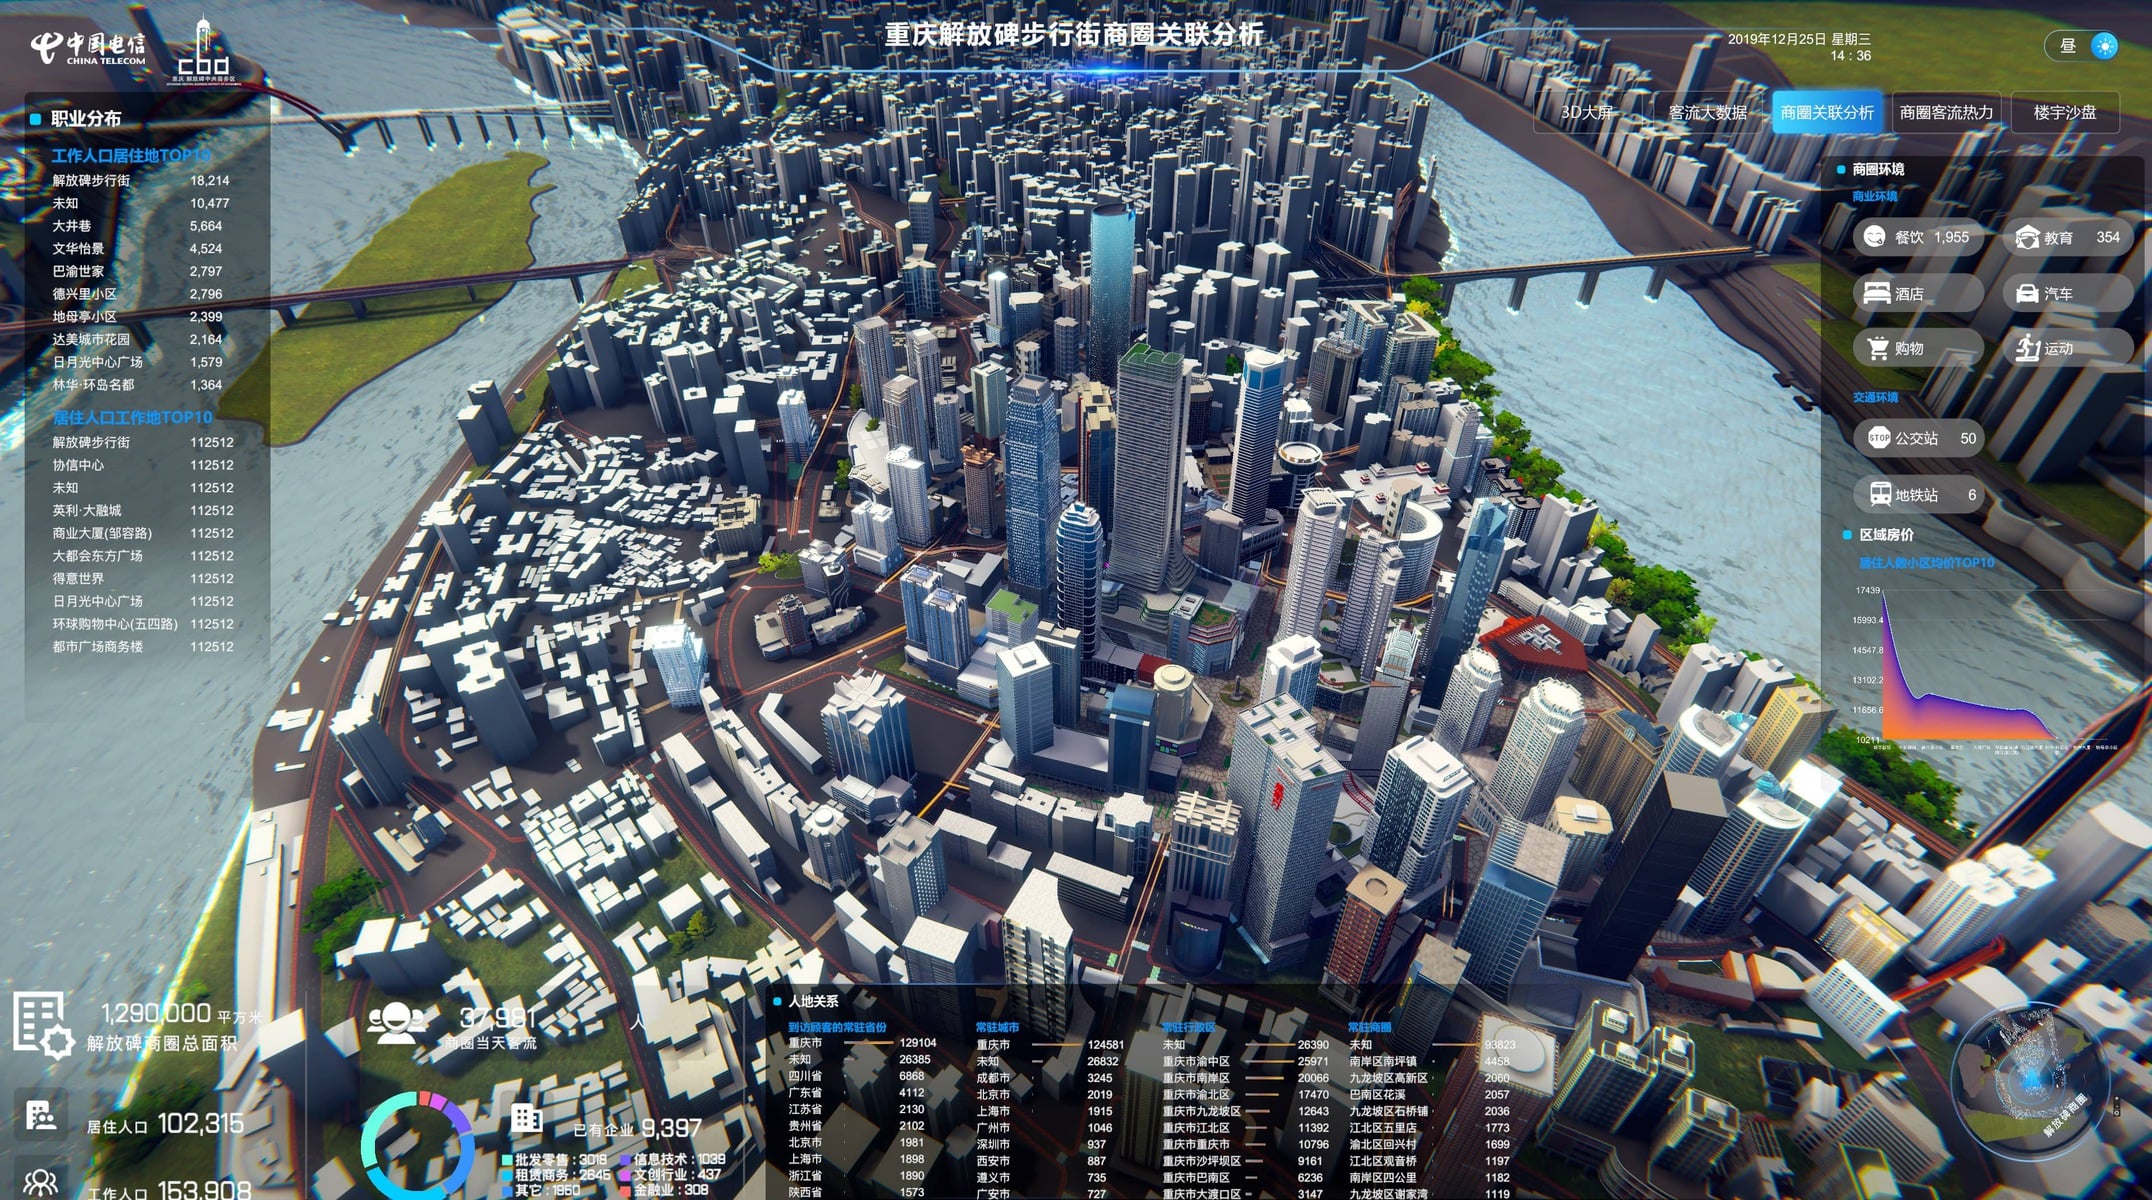 中国电信
CHINA TELECOM
cbd
重庆解放碑步行街商圈关联分析
2019年12月25日 星期三
14 : 36
昼
3D大屏
客流大数据
商圈关联分析
商圈客流热力
楼宇沙盘
职业分布
工作人口居住地TOP10
解放碑步行街 18,214
未知 10,477
大井巷 5,664
文华怡景 4,524
巴渝世家 2,797
德兴里小区 2,796
地母亭小区 2,399
达美城市花园 2,164
日月光中心广场 1,579
林华·环岛名都 1,364
居住人口工作地TOP10
解放碑步行街 112512
协信中心 112512
未知 112512
英利·大融城 112512
商业大厦(邹容路) 112512
大都会东方广场 112512
得意世界 112512
日月光中心广场 112512
环球购物中心(五四路) 112512
都市广场商务楼 112512
商圈环境
商业环境
餐饮 1,955
教育 354
酒店
汽车
购物
运动
交通环境
STOP 公交站 50
地铁站 6
区域房价
居住人数小区均价TOP10
17439
15993.4
14547.8
13102.2
11656.6
10211
1,290,000 平方米
解放碑商圈总面积
37,981 人
商圈当天客流
居住人口 102,315
工作人口 153,908
已有企业 9,397
批发零售 : 3018
信息技术 : 1039
租赁商务 : 2645
文创行业 : 437
其它 : 1950
金融业 : 308
人地关系
到访顾客的常驻省份
重庆市 129104
未知 26385
四川省 6868
广东省 4112
江苏省 2130
贵州省 2102
北京市 1981
上海市 1898
浙江省 1890
陕西省 1573
常驻城市
重庆市 124581
未知 26832
成都市 3245
北京市 2019
上海市 1915
广州市 1046
深圳市 937
西安市 887
遵义市 735
广安市 727
常驻行政区
未知 26390
重庆市渝中区 25971
重庆市南岸区 20066
重庆市渝北区 17470
重庆市九龙坡区 12643
重庆市江北区 11392
重庆市重庆市 10796
重庆市沙坪坝区 9161
重庆市巴南区 6236
重庆市大渡口区 3147
常驻商圈
未知 93823
南岸区南坪镇 4458
九龙坡区高新区 2060
巴南区花溪 2057
九龙坡区石桥铺 2036
江北区五里店 1773
渝北区回兴村 1699
江北区观音桥 1197
南岸区四公里 1182
九龙坡区谢家湾 1119
解放碑商圈